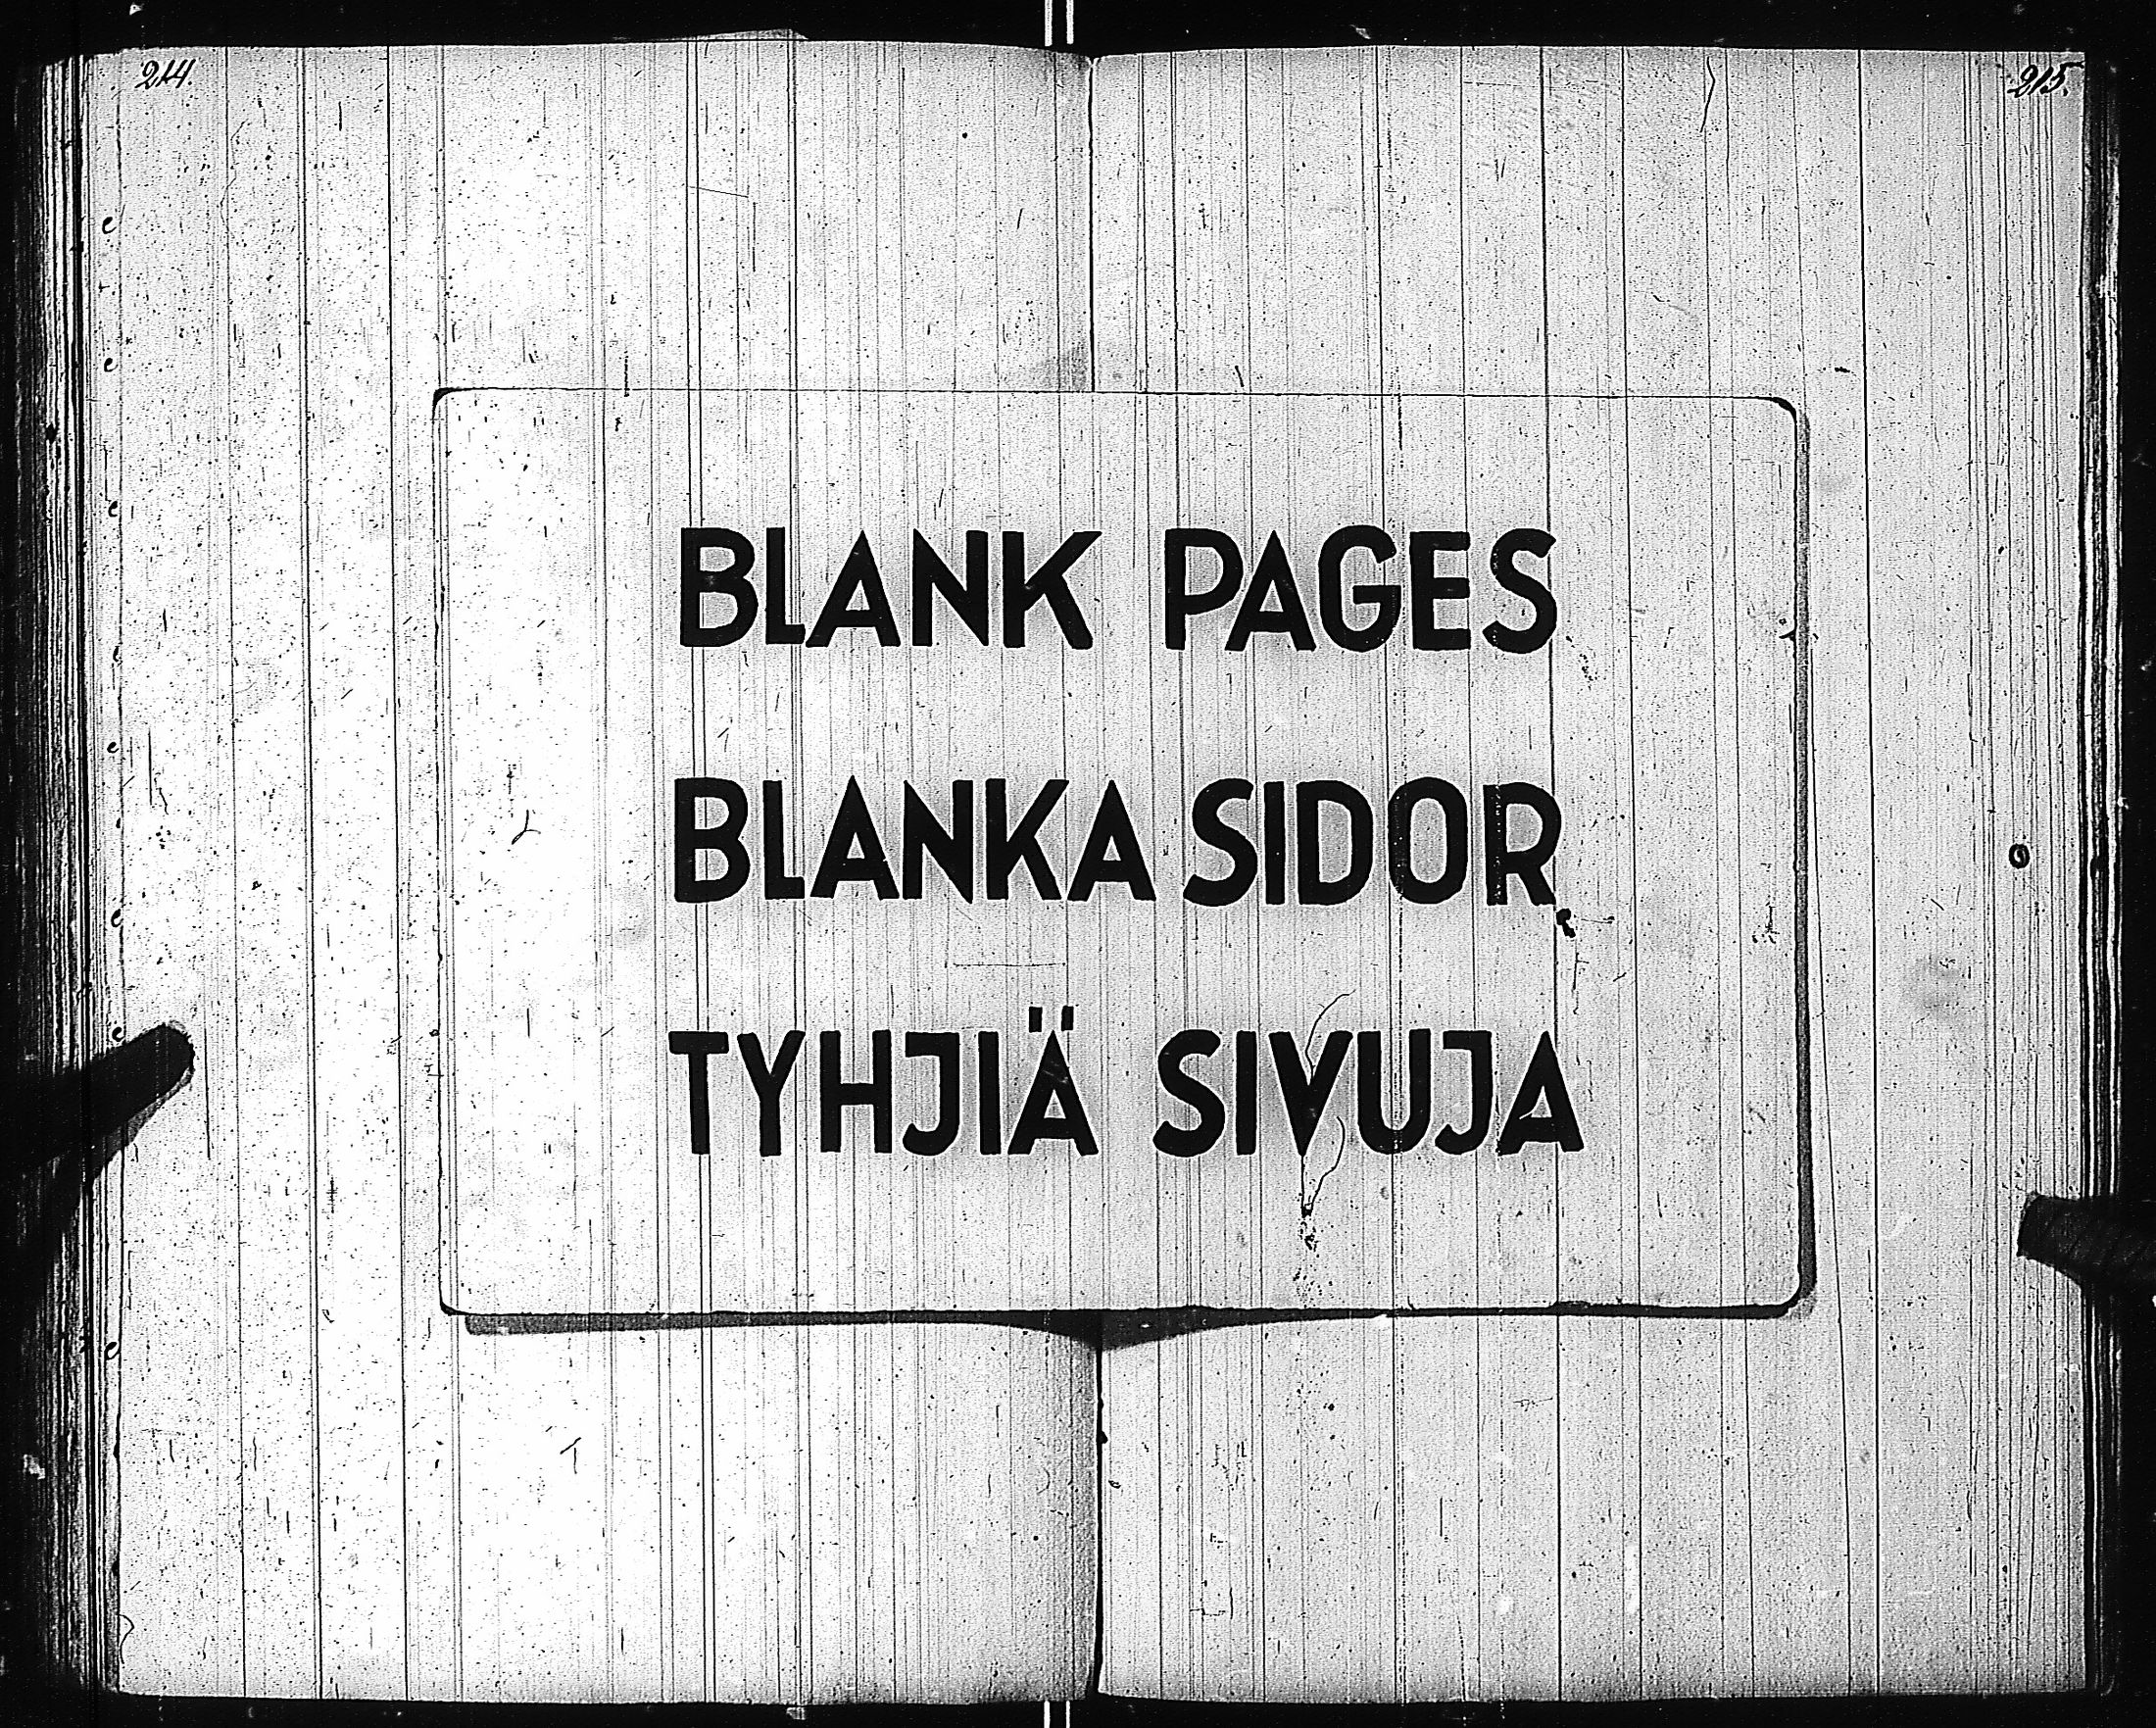 214.
215.
BLANK PAGES
BLANKA SIDOR
TYHJIÄ SIVUJA